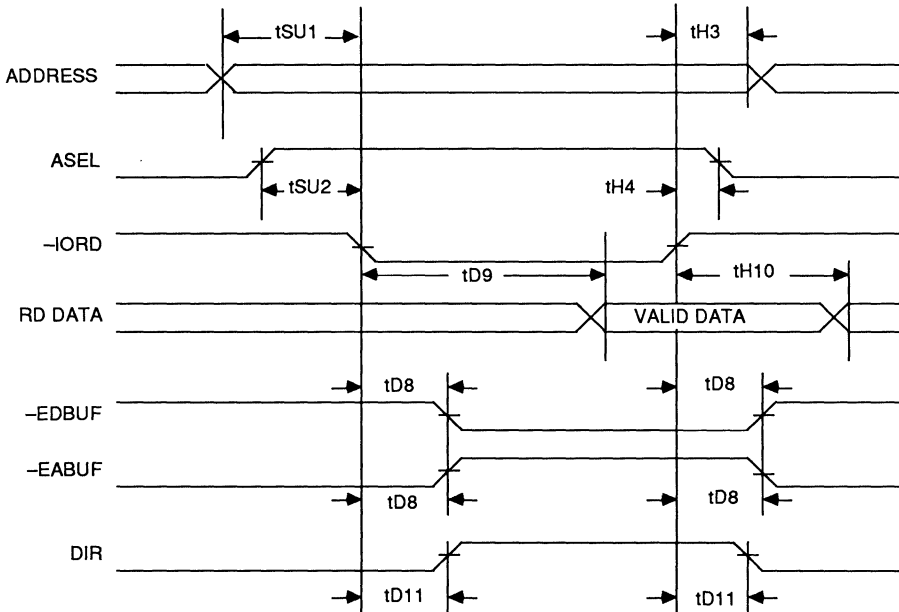 tSU1
tH3
ADDRESS
ASEL
tSU2
tH4
–IORD
tD9
tH10
RD DATA
VALID DATA
tD8
tD8
–EDBUF
–EABUF
tD8
tD8
DIR
tD11
tD11